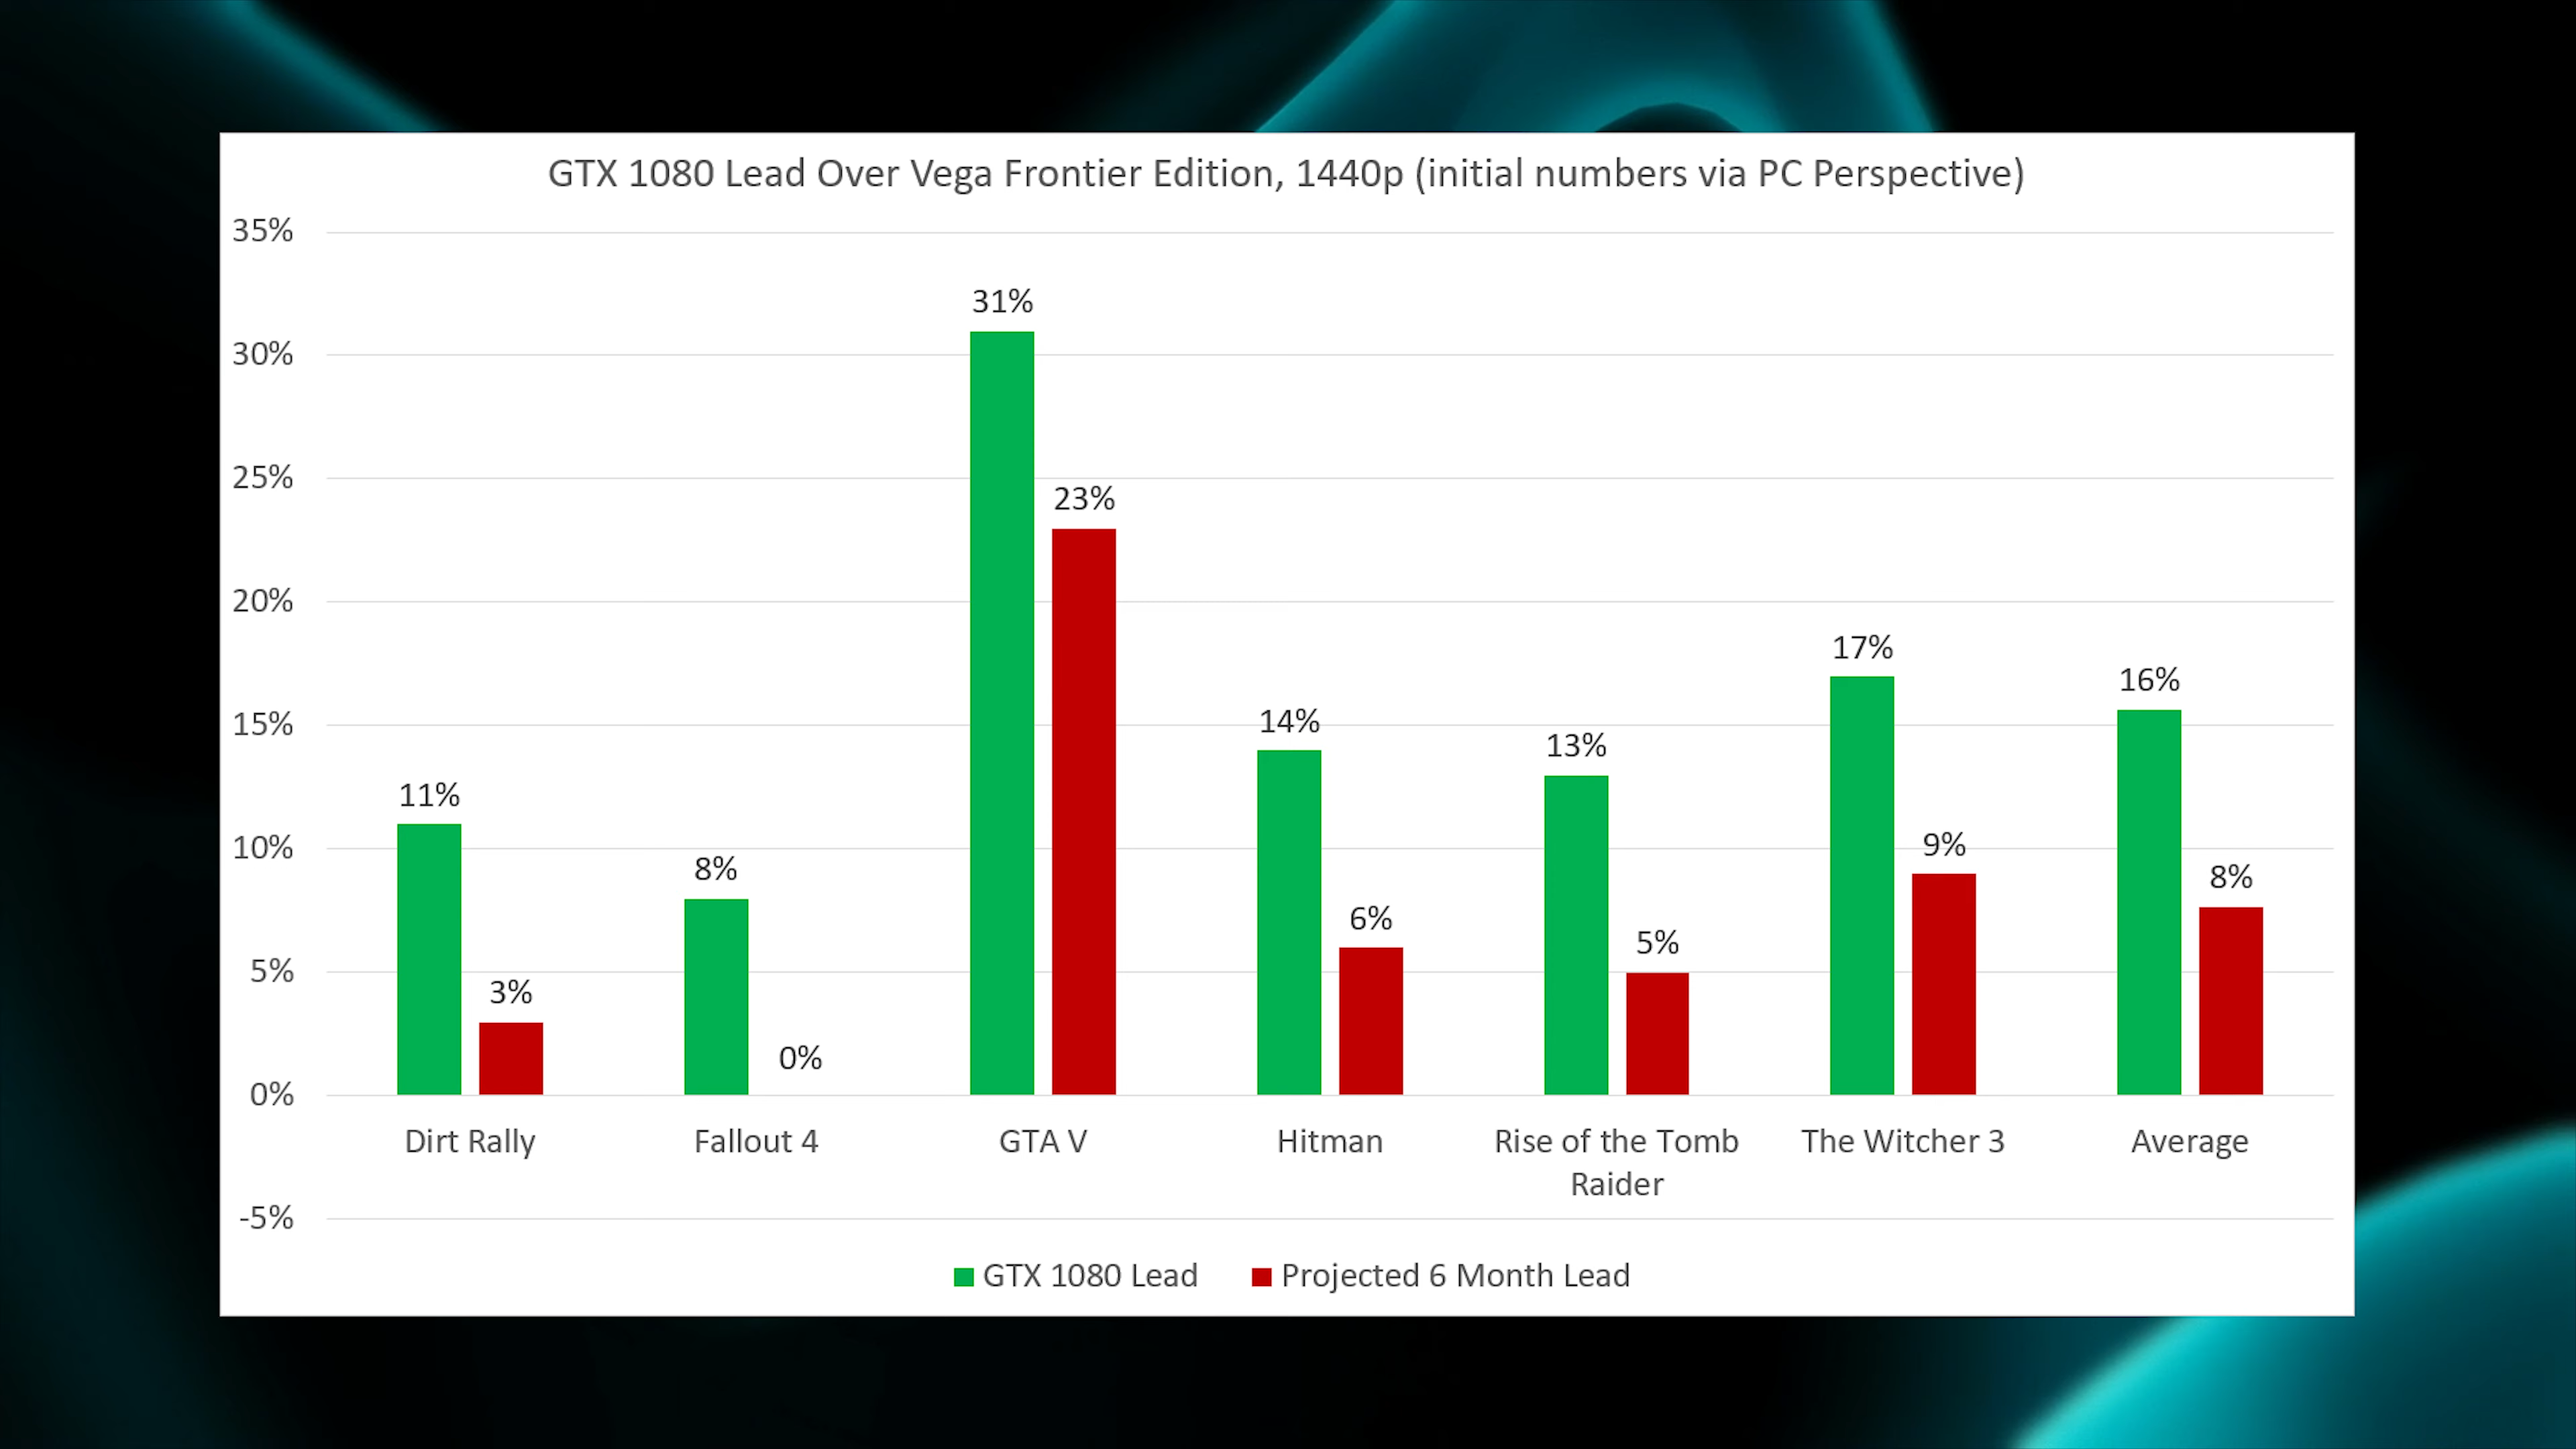 GTX 1080 Lead Over Vega Frontier Edition, 1440p (initial numbers via PC Perspective)
35%
30%
25%
20%
15%
10%
5%
0%
-5%
11%
3%
8%
0%
31%
23%
14%
6%
13%
5%
17%
9%
16%
8%
Dirt Rally
Fallout 4
GTA V
Hitman
Rise of the Tomb
Raider
The Witcher 3
Average
GTX 1080 Lead
Projected 6 Month Lead